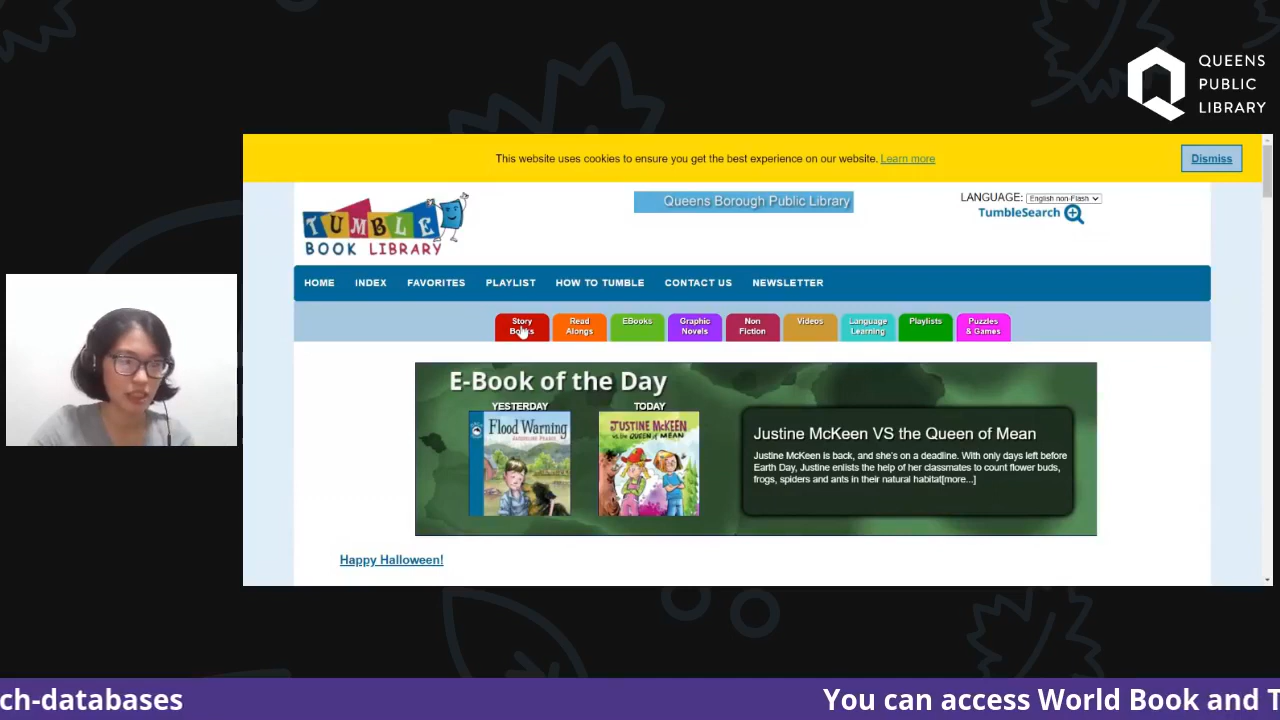 QUEENS
PUBLIC
LIBRARY
This website uses cookies to ensure you get the best experience on our website. Learn more
Dismiss
TUMBLE
BOOK LIBRARY
Queens Borough Public Library
LANGUAGE: English non-Flash
TumbleSearch
HOME INDEX FAVORITES PLAYLIST HOW TO TUMBLE CONTACT US NEWSLETTER
Story
Books
Read
Alongs
EBooks
Graphic
Novels
Non
Fiction
Videos
Language
Learning
Playlists
Puzzles
& Games
E-Book of the Day
YESTERDAY
TODAY
Flood Warning
JUSTINE McKEEN
vs the QUEEN of MEAN
Justine McKeen VS the Queen of Mean
Justine McKeen is back, and she's on a deadline. With only days left before
Earth Day, Justine enlists the help of her classmates to count flower buds,
frogs, spiders and ants in their natural habitat[more...]
Happy Halloween!
ch-databases
You can access World Book and T